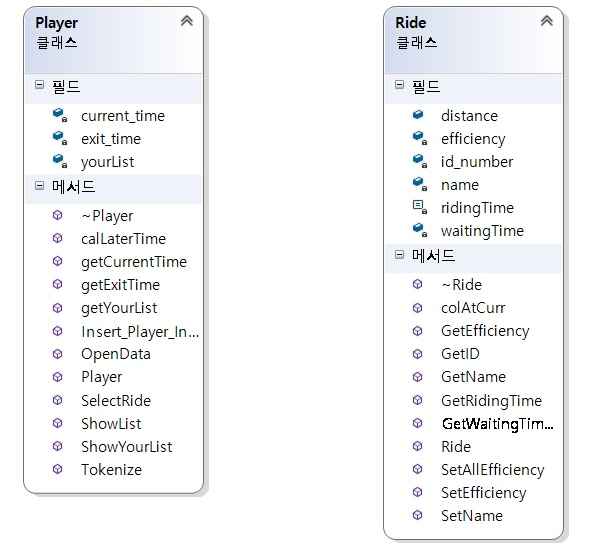 Player
클래스
필드
current_time
exit_time
yourList
메서드
~Player
calLaterTime
getCurrentTime
getExitTime
getYourList
Insert_Player_In...
OpenData
Player
SelectRide
ShowList
ShowYourList
Tokenize
Ride
클래스
필드
distance
efficiency
id_number
name
ridingTime
waitingTime
메서드
~Ride
colAtCurr
GetEfficiency
GetID
GetName
GetRidingTime
GetWaitingTim...
Ride
SetAllEfficiency
SetEfficiency
SetName